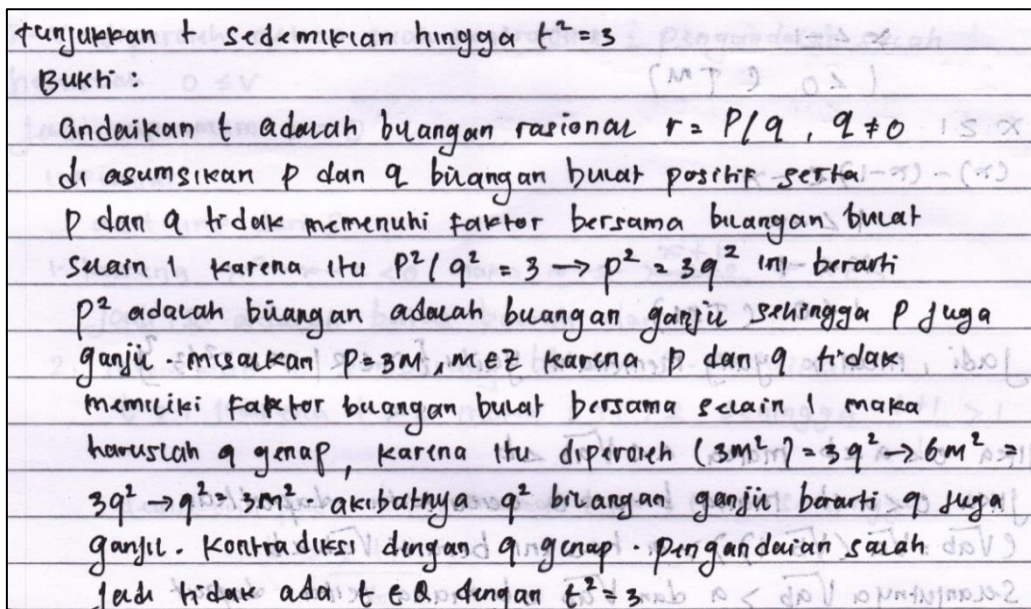 tunjukkan t sedemikian hingga t² = 3
Bukti :
andaikan t adalah bilangan rasional r = P/q , q ≠ 0
di asumsikan p dan q bilangan bulat positif serta
p dan q tidak memenuhi faktor bersama bilangan bulat
selain 1 karena itu P²/q² = 3 → p² = 3q² ini berarti
p² adalah bilangan adalah bilangan ganjil sehingga p juga
ganjil . misalkan p = 3m, m ∈ Z karena p dan q tidak
memiliki faktor bilangan bulat bersama selain 1 maka
haruslah q genap, karena itu diperoleh (3m²) = 3q² → 6m² =
3q² → q² = 3m² akibatnya q² bilangan ganjil berarti q juga
ganjil . kontradiksi dengan q genap . pengandaian salah
Jadi tidak ada t ∈ Q dengan t² = 3